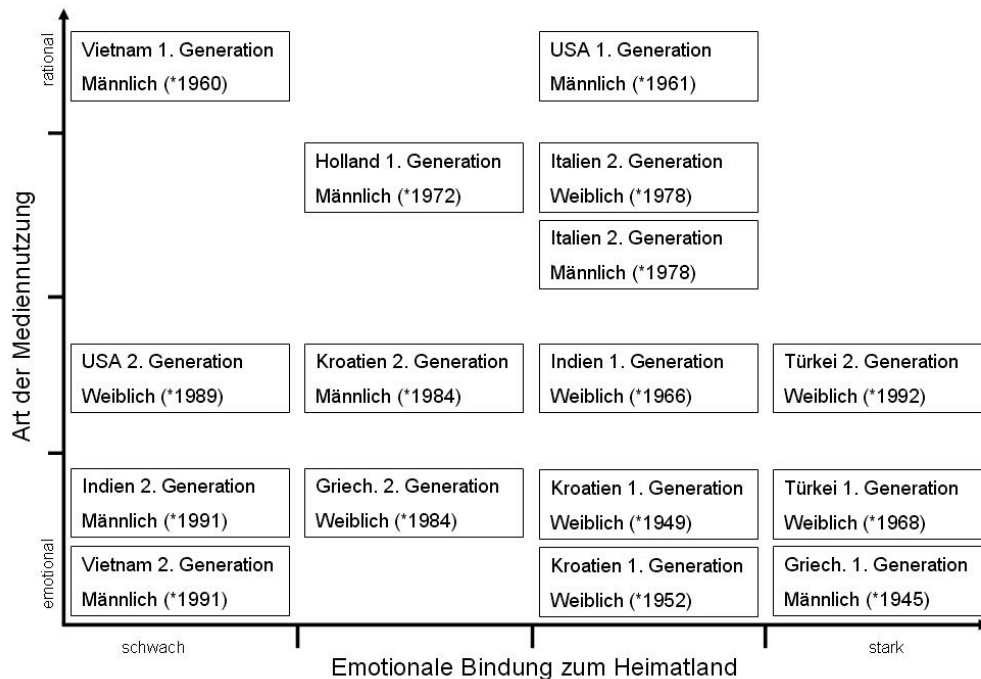 rational
Vietnam 1. Generation
Männlich (*1960)
USA 1. Generation
Männlich (*1961)
Holland 1. Generation
Männlich (*1972)
Italien 2. Generation
Weiblich (*1978)
Italien 2. Generation
Männlich (*1978)
Art der Mediennutzung
USA 2. Generation
Weiblich (*1989)
Kroatien 2. Generation
Männlich (*1984)
Indien 1. Generation
Weiblich (*1966)
Türkei 2. Generation
Weiblich (*1992)
Indien 2. Generation
Männlich (*1991)
Griech. 2. Generation
Weiblich (*1984)
Kroatien 1. Generation
Weiblich (*1949)
Türkei 1. Generation
Weiblich (*1968)
emotional
Vietnam 2. Generation
Männlich (*1991)
Kroatien 1. Generation
Weiblich (*1952)
Griech. 1. Generation
Männlich (*1945)
schwach
stark
Emotionale Bindung zum Heimatland